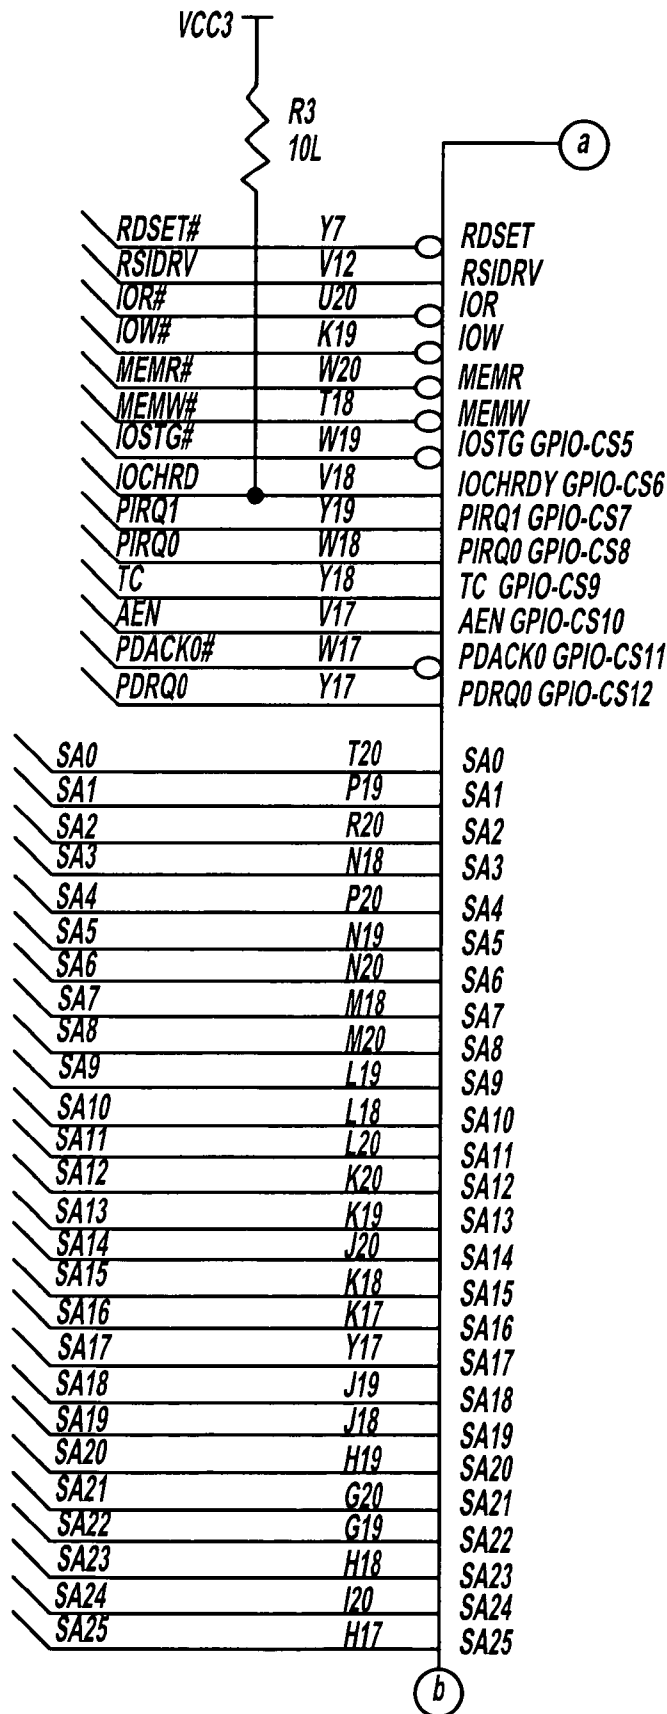 VCC3
R3
10L
a
RDSET# Y7 RDSET
RSIDRV V12 RSIDRV
IOR# U20 IOR
IOW# K19 IOW
MEMR# W20 MEMR
MEMW# T18 MEMW
IOSTG# W19 IOSTG GPIO-CS5
IOCHRD V18 IOCHRDY GPIO-CS6
PIRQ1 Y19 PIRQ1 GPIO-CS7
PIRQ0 W18 PIRQ0 GPIO-CS8
TC Y18 TC GPIO-CS9
AEN V17 AEN GPIO-CS10
PDACK0# W17 PDACK0 GPIO-CS11
PDRQ0 Y17 PDRQ0 GPIO-CS12
SA0 T20 SA0
SA1 P19 SA1
SA2 R20 SA2
SA3 N18 SA3
SA4 P20 SA4
SA5 N19 SA5
SA6 N20 SA6
SA7 M18 SA7
SA8 M20 SA8
SA9 L19 SA9
SA10 L18 SA10
SA11 L20 SA11
SA12 K20 SA12
SA13 K19 SA13
SA14 J20 SA14
SA15 K18 SA15
SA16 K17 SA16
SA17 Y17 SA17
SA18 J19 SA18
SA19 J18 SA19
SA20 H19 SA20
SA21 G20 SA21
SA22 G19 SA22
SA23 H18 SA23
SA24 I20 SA24
SA25 H17 SA25
b